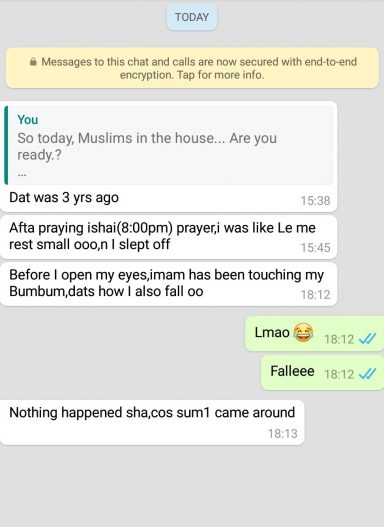 TODAY
Messages to this chat and calls are now secured with end-to-end
encryption. Tap for more info.
You
So today, Muslims in the house... Are you
ready.?
...
Dat was 3 yrs ago
15:38
Afta praying ishai(8:00pm) prayer,i was like Le me
rest small ooo,n I slept off
15:45
Before I open my eyes,imam has been touching my
Bumbum,dats how I also fall oo
18:12
Lmao 😂
18:12
Falleee
18:12
Nothing happened sha,cos sum1 came around
18:13